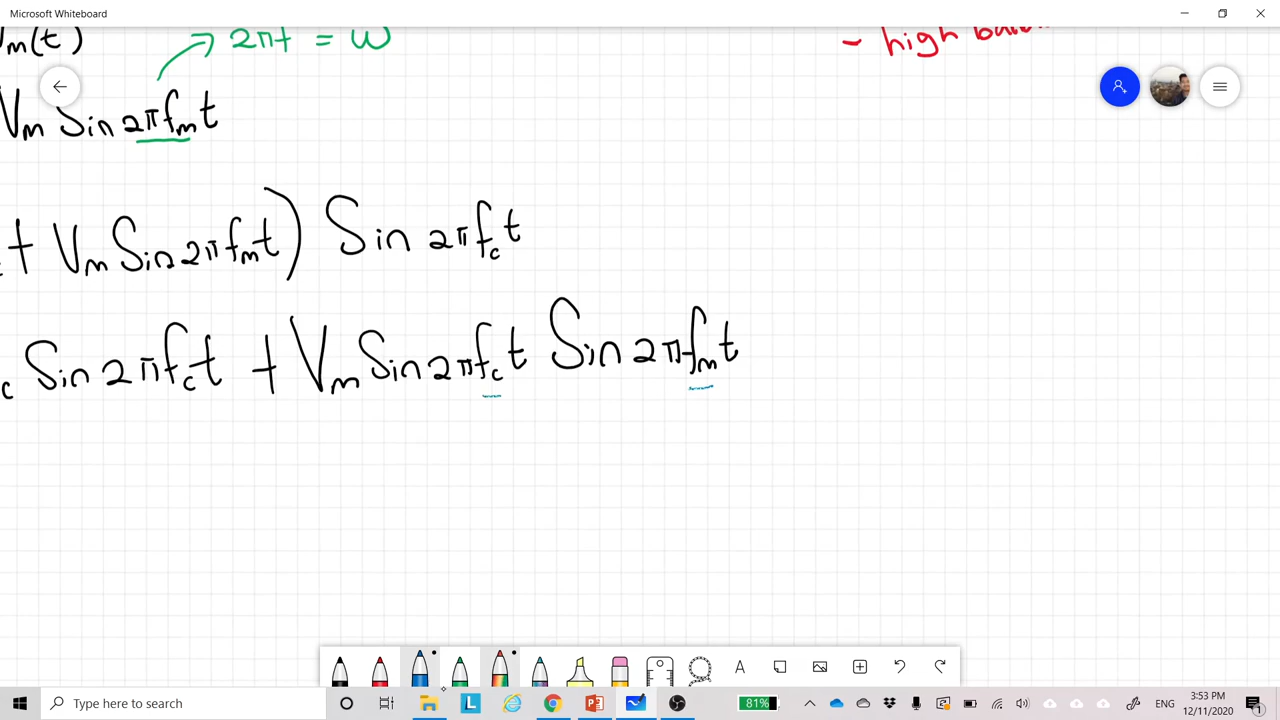 Microsoft Whiteboard
Vm(t)
2πf = ω
- high
Vm Sin 2πfmt
+ Vm Sin 2πfmt) Sin 2πfct
c Sin 2πfct + Vm Sin 2πfct Sin 2πfmt
Type here to search
81%
ENG
3:53 PM
12/11/2020